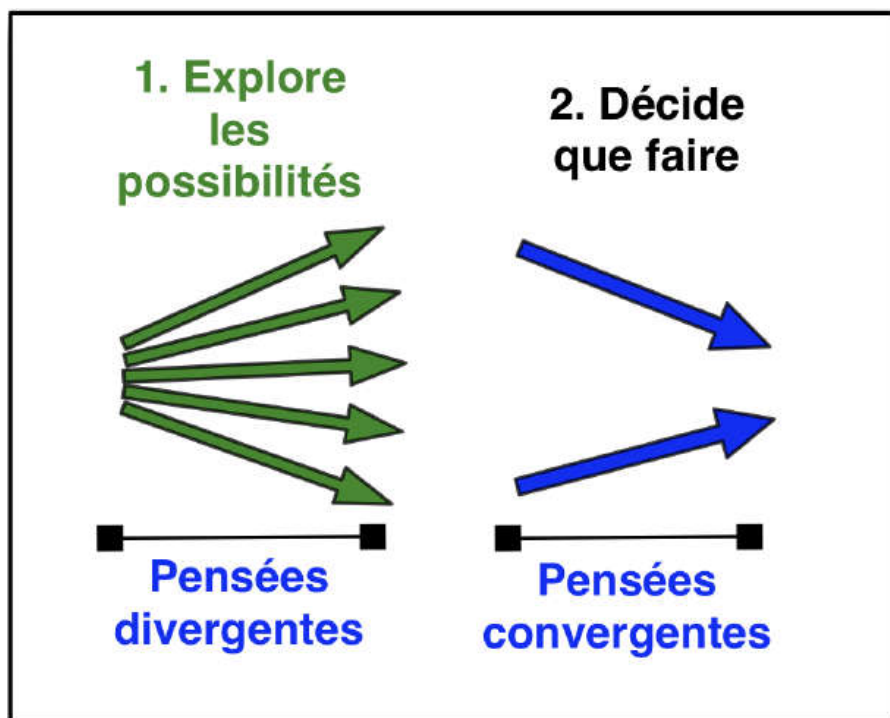 1. Explore
les
possibilités
2. Décide
que faire
Pensées
divergentes
Pensées
convergentes